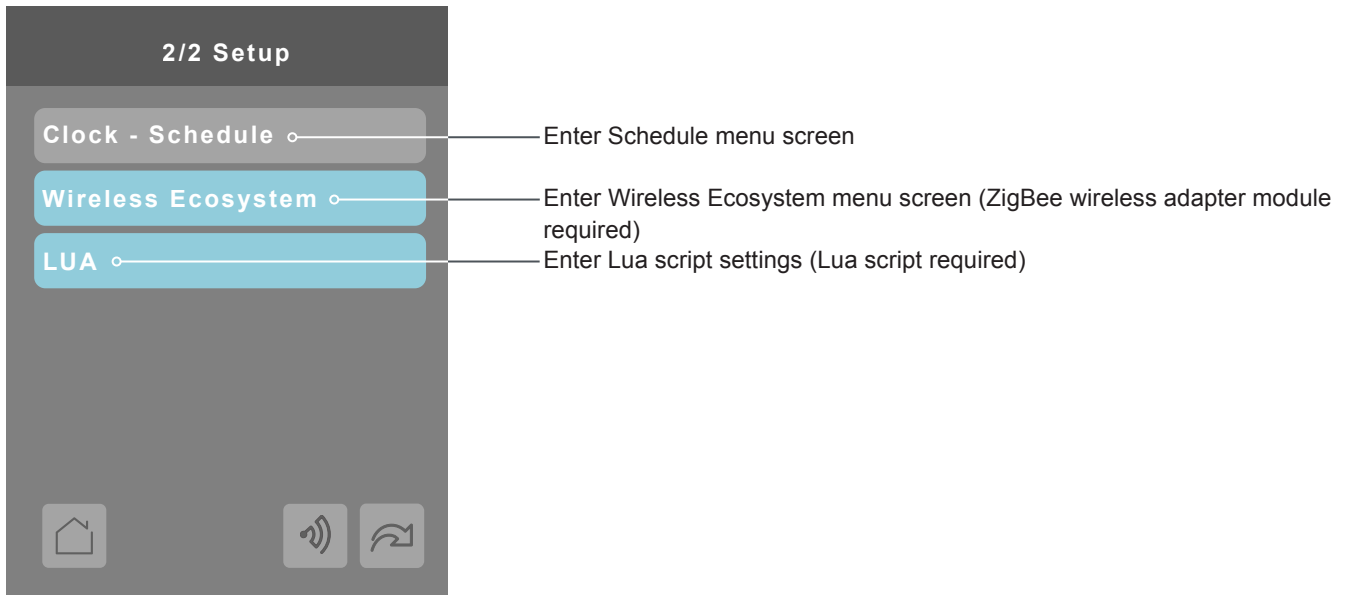 2/2 Setup
Clock - Schedule
Enter Schedule menu screen
Wireless Ecosystem
Enter Wireless Ecosystem menu screen (ZigBee wireless adapter module
required)
LUA
Enter Lua script settings (Lua script required)